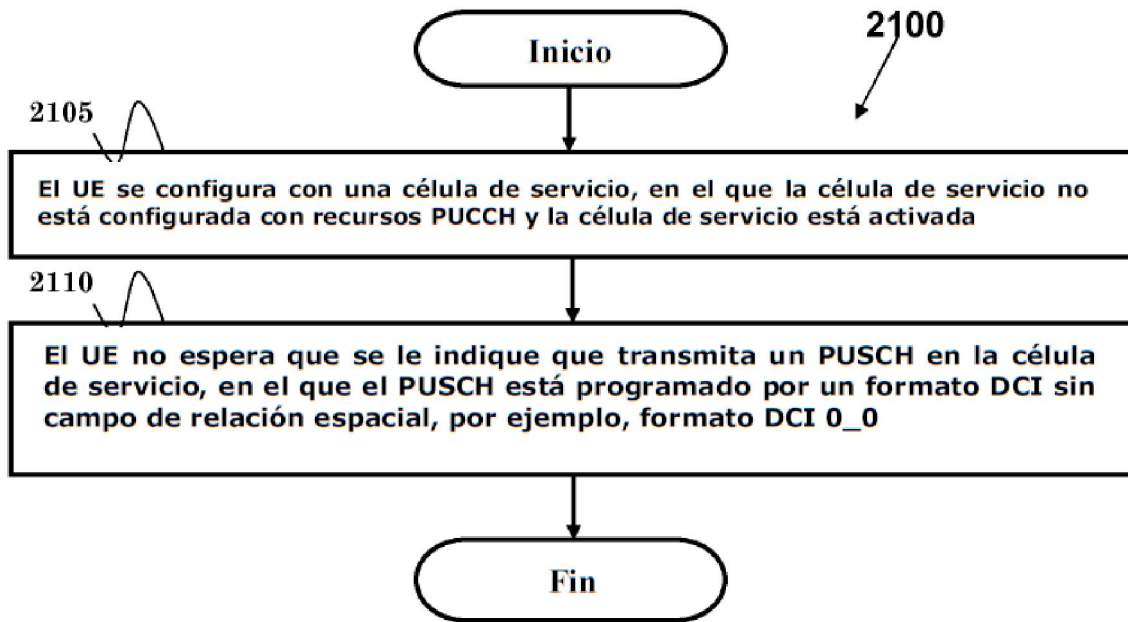 Inicio
2100
2105
El UE se configura con una célula de servicio, en el que la célula de servicio no
está configurada con recursos PUCCH y la célula de servicio está activada
2110
El UE no espera que se le indique que transmita un PUSCH en la célula
de servicio, en el que el PUSCH está programado por un formato DCI sin
campo de relación espacial, por ejemplo, formato DCI 0_0
Fin